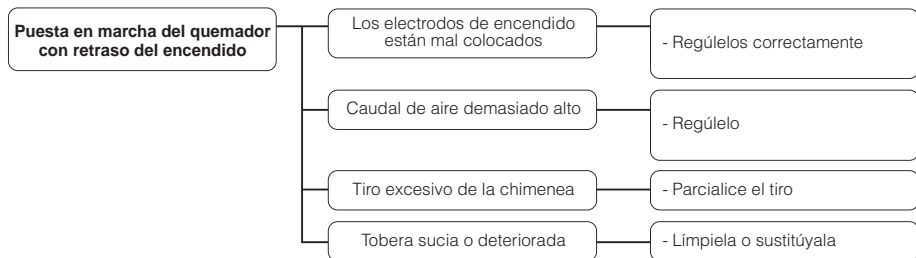 Puesta en marcha del quemador
con retraso del encendido
Los electrodos de encendido
están mal colocados
- Regúlelos correctamente
Caudal de aire demasiado alto
- Regúlelo
Tiro excesivo de la chimenea
- Parcialice el tiro
Tobera sucia o deteriorada
- Límpiela o sustitúyala